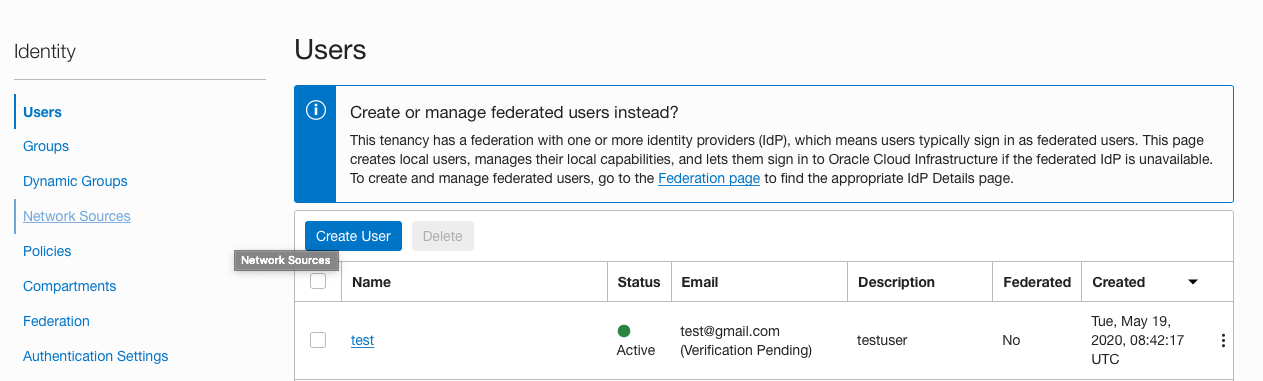 Identity
Users
Groups
Dynamic Groups
Network Sources
Policies
Compartments
Federation
Authentication Settings
Network Sources
Users
Create or manage federated users instead?
This tenancy has a federation with one or more identity providers (IdP), which means users typically sign in as federated users. This page
creates local users, manages their local capabilities, and lets them sign in to Oracle Cloud Infrastructure if the federated IdP is unavailable.
To create and manage federated users, go to the Federation page to find the appropriate IdP Details page.
Create User Delete
Name Status Email Description Federated Created
test Active test@gmail.com (Verification Pending) testuser No Tue, May 19, 2020, 08:42:17 UTC